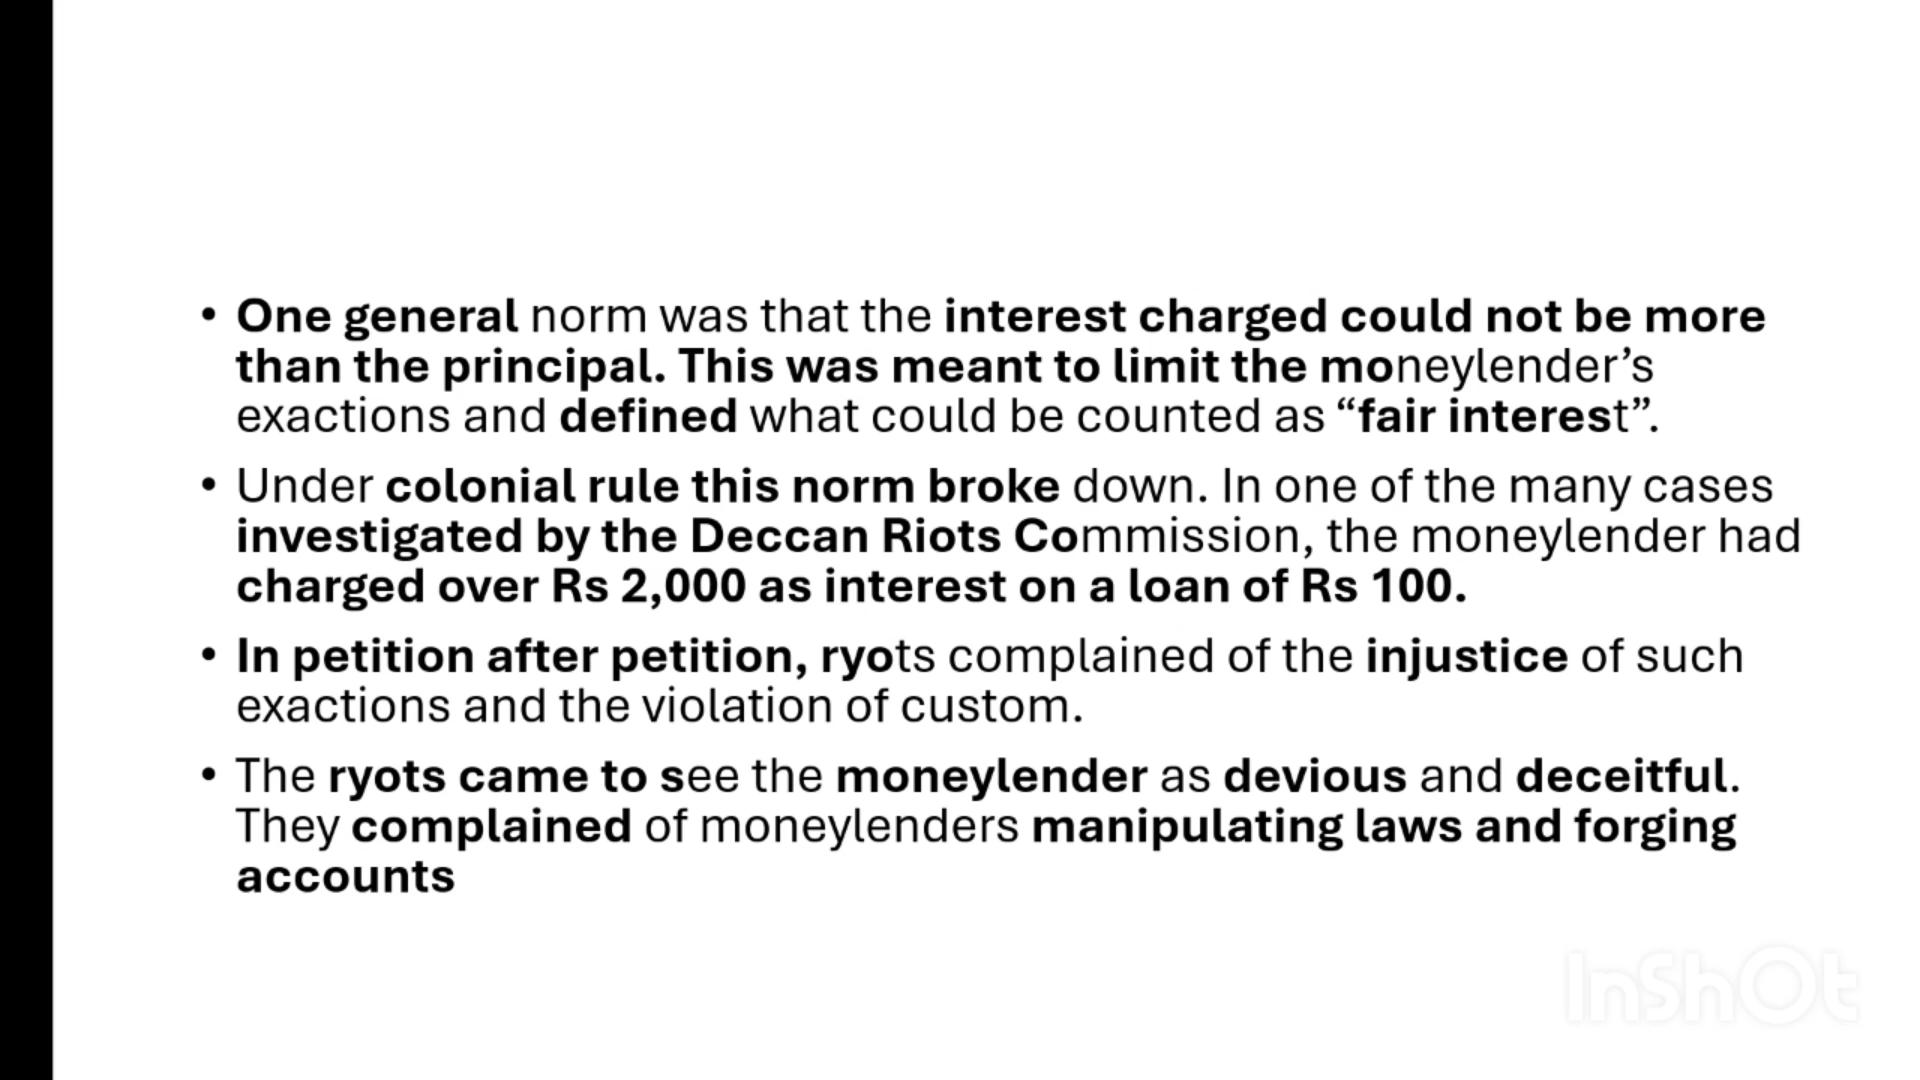 • One general norm was that the interest charged could not be more
than the principal. This was meant to limit the moneylender’s
exactions and defined what could be counted as “fair interest”.
• Under colonial rule this norm broke down. In one of the many cases
investigated by the Deccan Riots Commission, the moneylender had
charged over Rs 2,000 as interest on a loan of Rs 100.
• In petition after petition, ryots complained of the injustice of such
exactions and the violation of custom.
• The ryots came to see the moneylender as devious and deceitful.
They complained of moneylenders manipulating laws and forging
accounts
InShOt